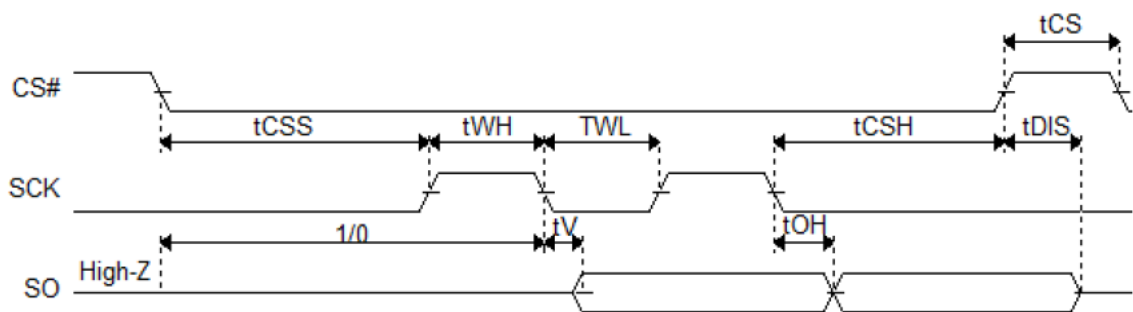 tCS
CS#
tCSS tWH TWL tCSH tDIS
SCK
1/0 tV tOH
High-Z
SO